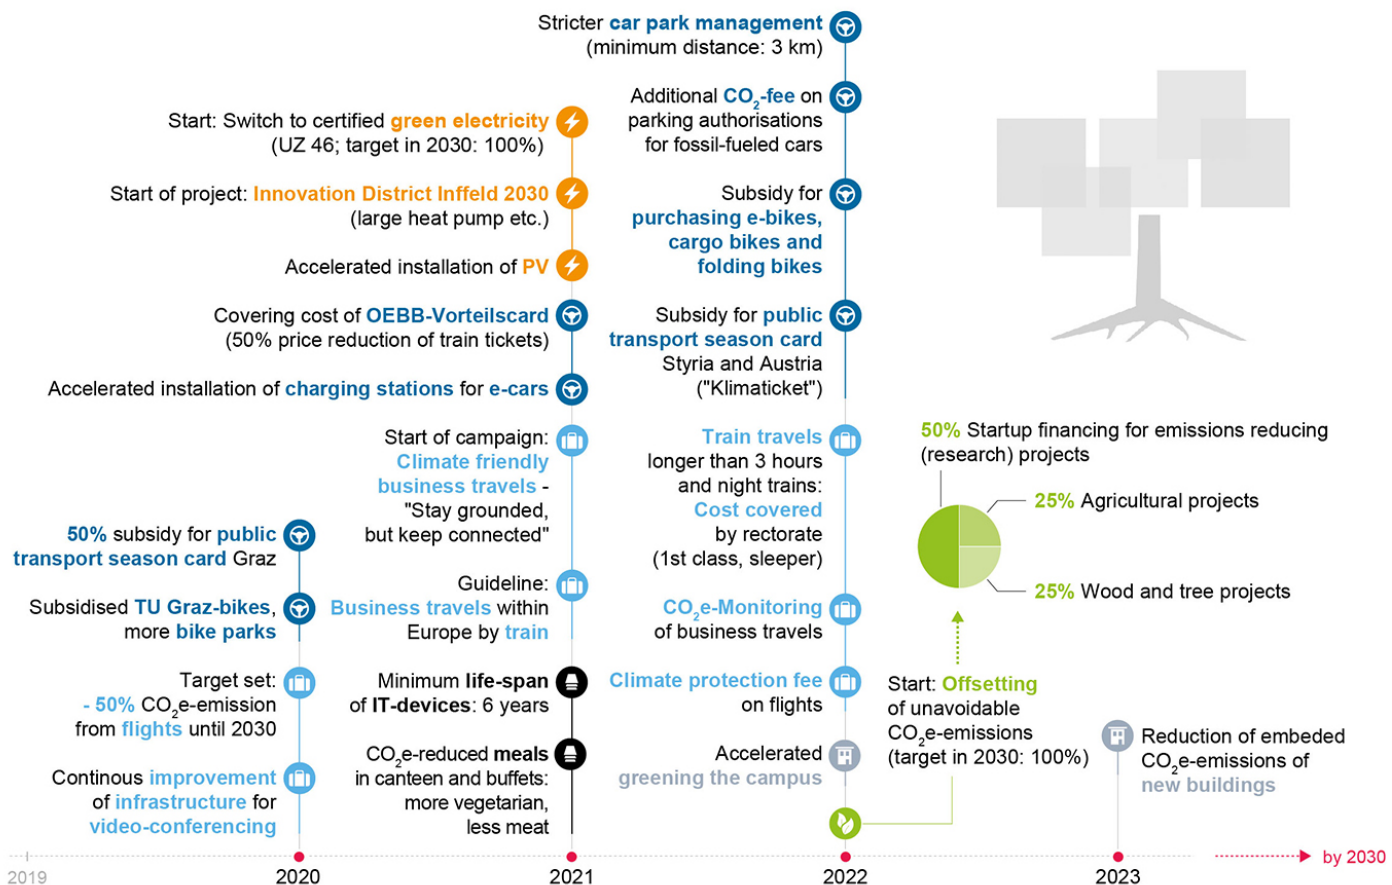 50% subsidy for public
transport season card Graz
Subsidised TU Graz-bikes,
more bike parks
Target set:
- 50% CO2e-emission
from flights until 2030
Continous improvement
of infrastructure for
video-conferencing
Start: Switch to certified green electricity
(UZ 46; target in 2030: 100%)
Start of project: Innovation District Inffeld 2030
(large heat pump etc.)
Accelerated installation of PV
Covering cost of OEBB-Vorteilscard
(50% price reduction of train tickets)
Accelerated installation of charging stations for e-cars
Start of campaign:
Climate friendly
business travels -
"Stay grounded,
but keep connected"
Guideline:
Business travels within
Europe by train
Minimum life-span
of IT-devices: 6 years
CO2e-reduced meals
in canteen and buffets:
more vegetarian,
less meat
Stricter car park management
(minimum distance: 3 km)
Additional CO2-fee on
parking authorisations
for fossil-fueled cars
Subsidy for
purchasing e-bikes,
cargo bikes and
folding bikes
Subsidy for public
transport season card
Styria and Austria
("Klimaticket")
Train travels
longer than 3 hours
and night trains:
Cost covered
by rectorate
(1st class, sleeper)
CO2e-Monitoring
of business travels
Climate protection fee
on flights
Accelerated
greening the campus
50% Startup financing for emissions reducing
(research) projects
25% Agricultural projects
25% Wood and tree projects
Start: Offsetting
of unavoidable
CO2e-emissions
(target in 2030: 100%)
Reduction of embeded
CO2e-emissions of
new buildings
2019
2020
2021
2022
2023
by 2030